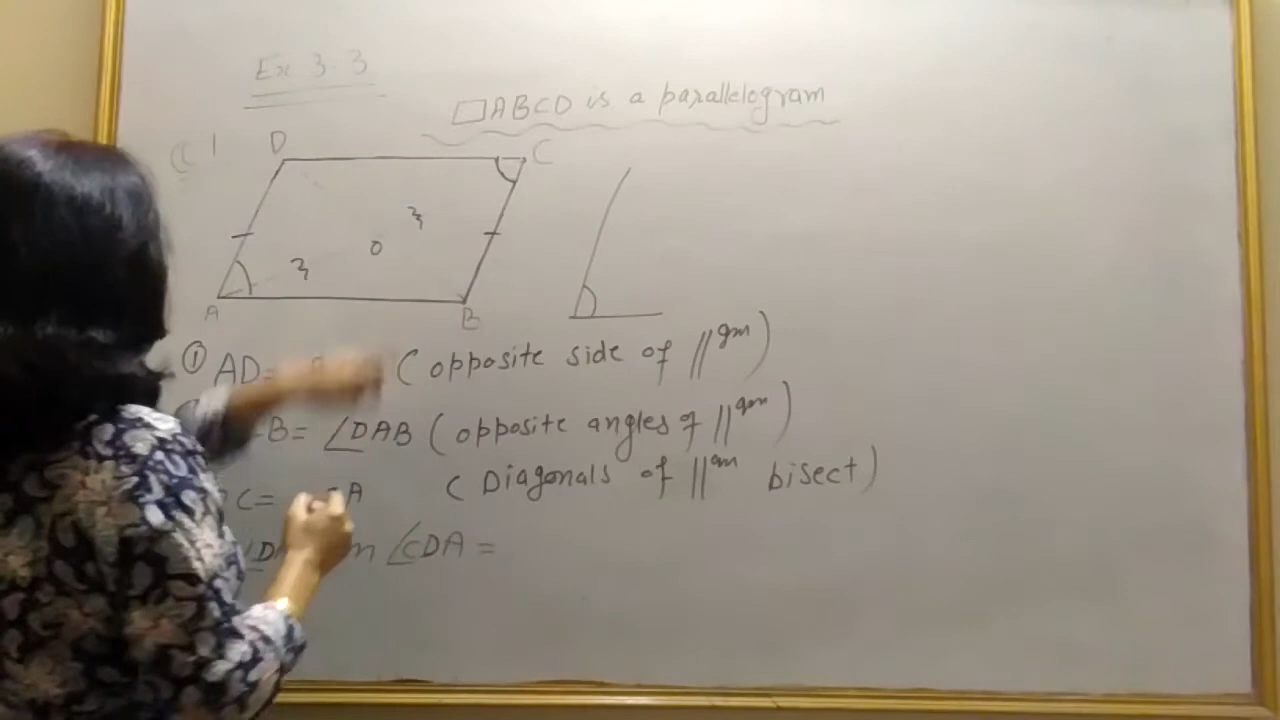 Ex 3.3
□ABCD is a parallelogram
D C
O
A B
① AD= (opposite side of ||gm)
B= ∠DAB (opposite angles of ||gm)
C= A (Diagonals of ||gm bisect)
∠D m ∠CDA =